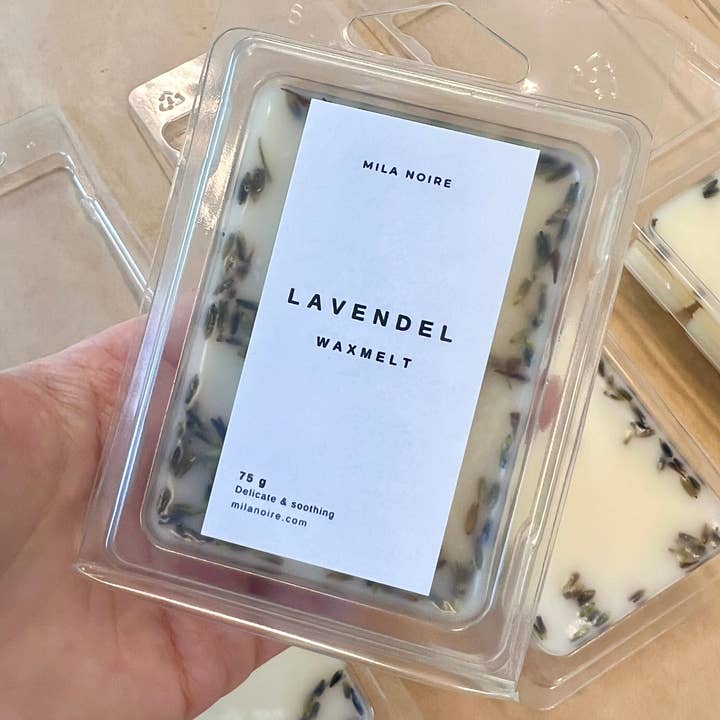 MILA NOIRE
LAVENDEL
WAXMELT
75 g
Delicate & soothing
milanoire.com